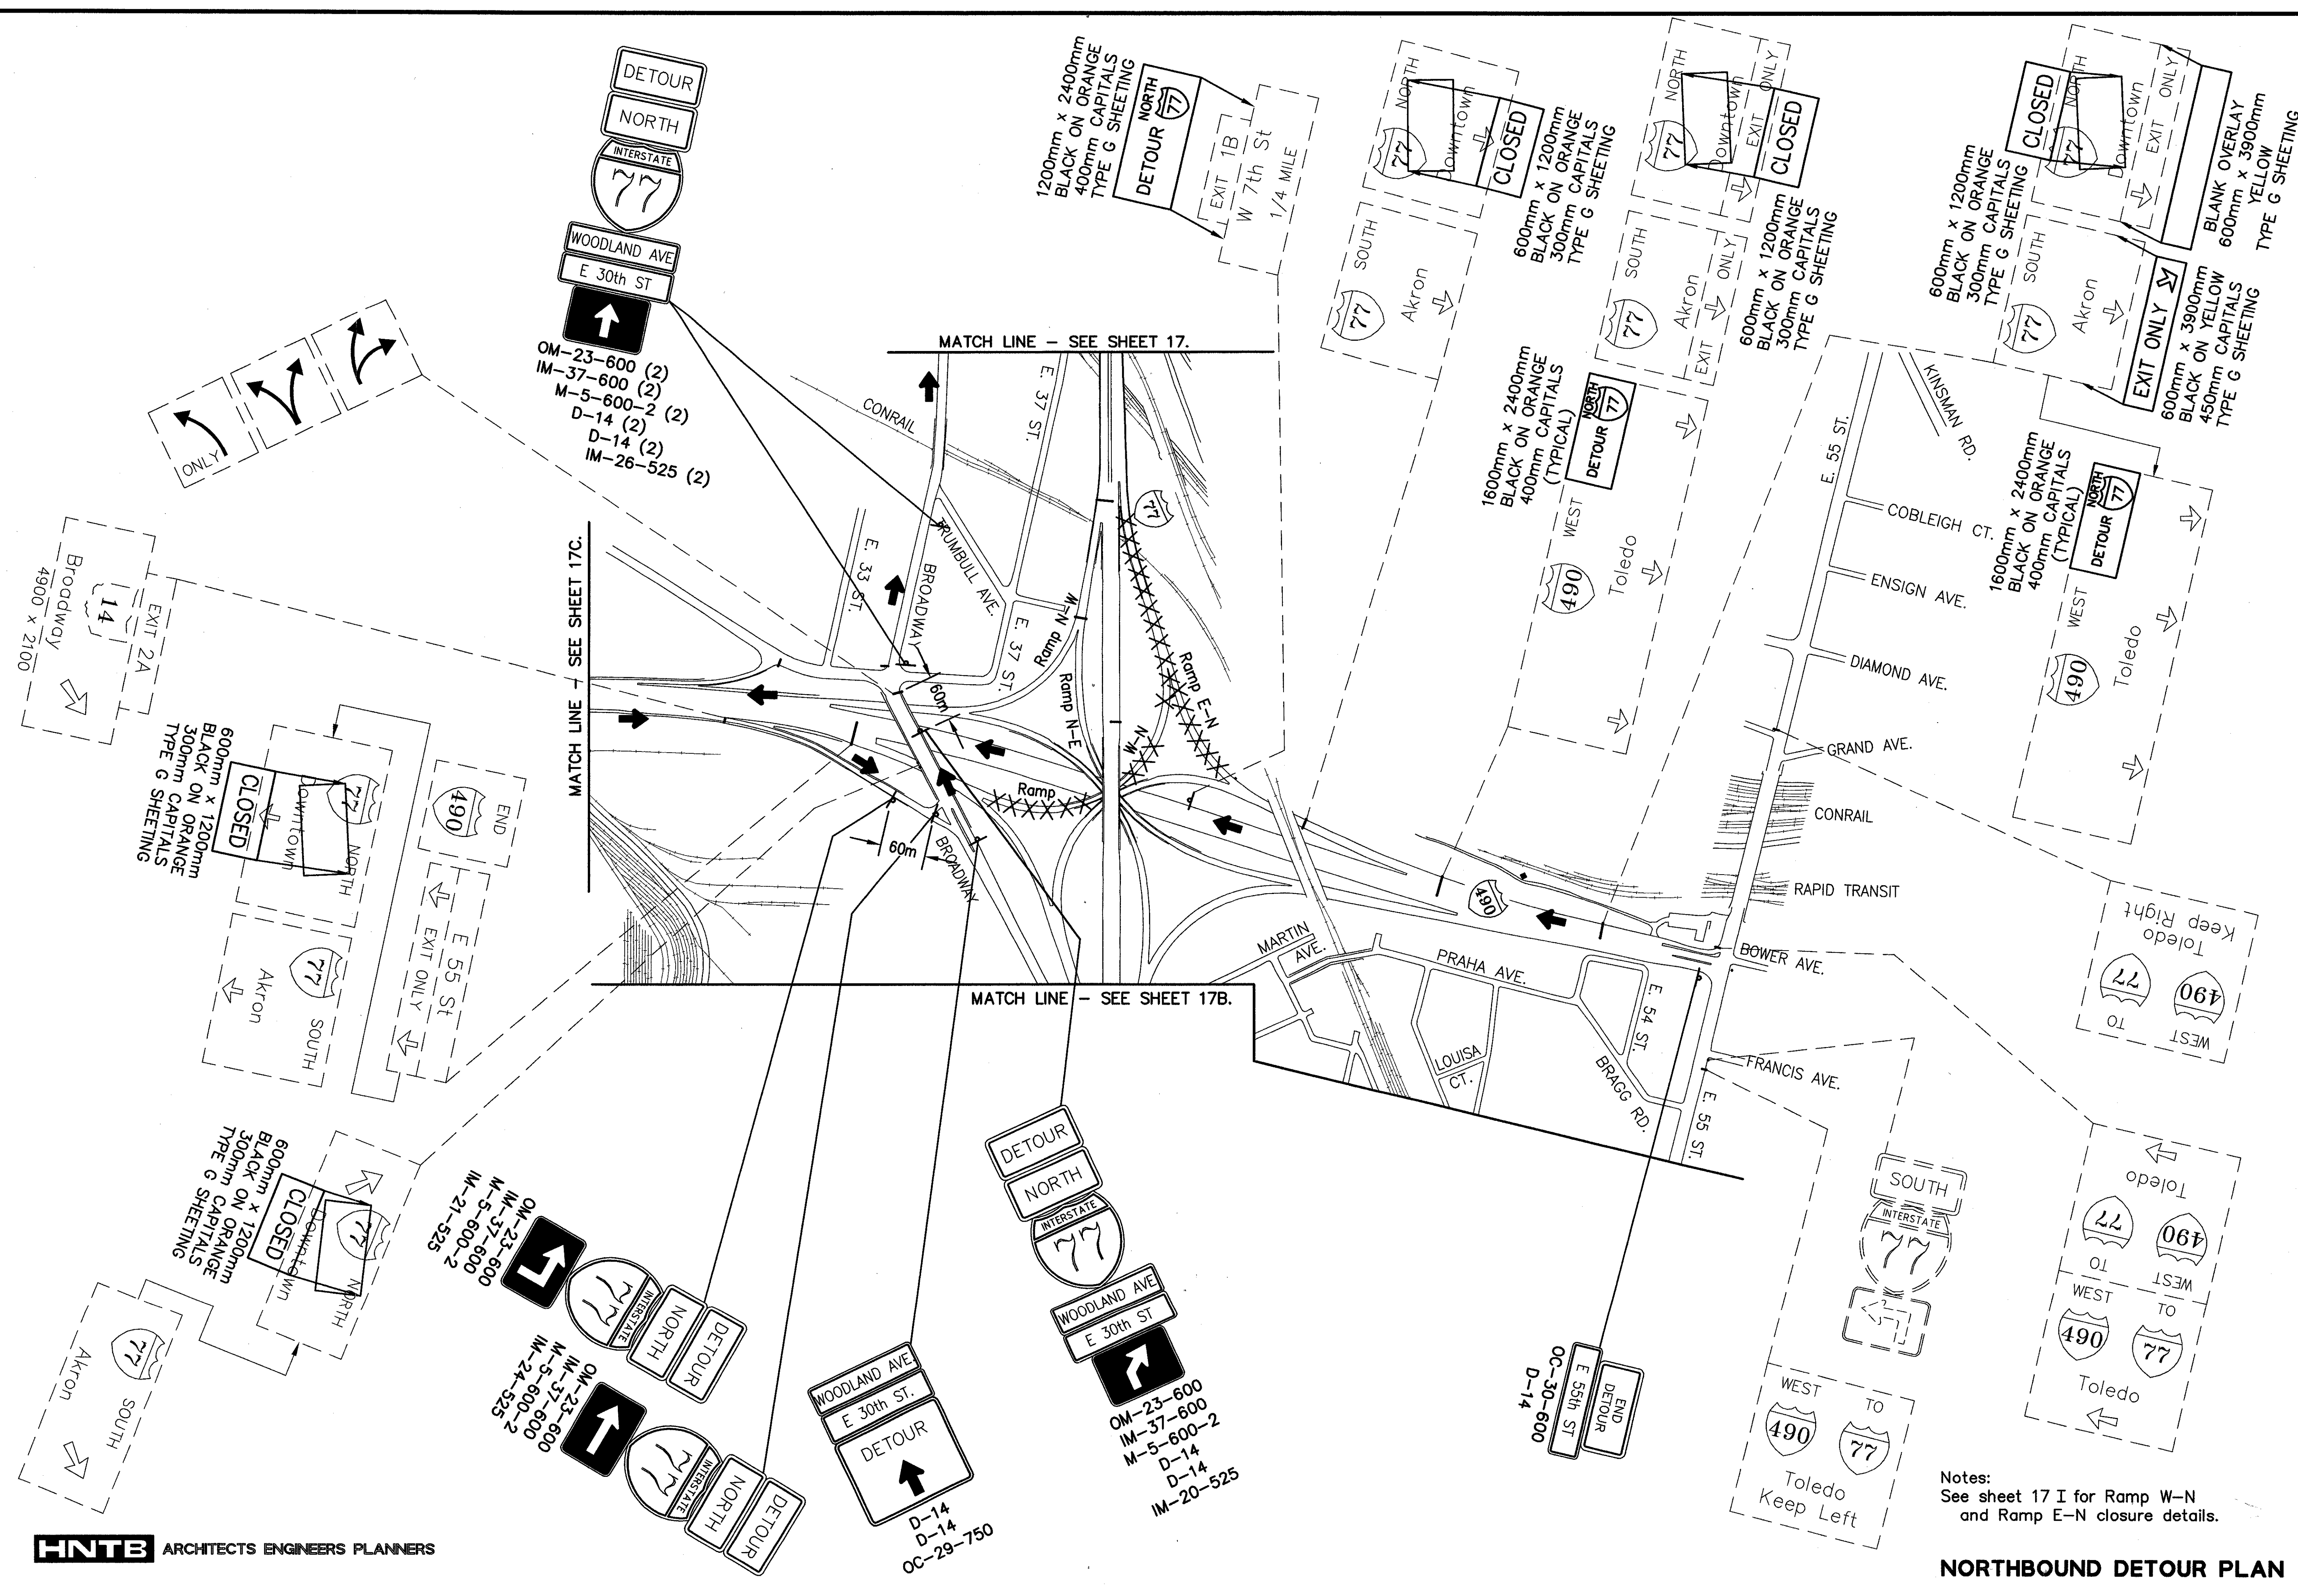 DETOUR
NORTH
INTERSTATE
77
WOODLAND AVE
E 30th ST
OM-23-600 (2)
IM-37-600 (2)
M-5-600-2 (2)
D-14 (2)
D-14 (2)
IM-26-525 (2)
1200mm x 2400mm
BLACK ON ORANGE
400mm CAPITALS
TYPE G SHEETING
DETOUR NORTH
77
EXIT 1B
W 7th St
1/4 MILE
NORTH
77
Downtown
CLOSED
600mm x 1200mm
BLACK ON ORANGE
300mm CAPITALS
TYPE G SHEETING
SOUTH
77
Akron
NORTH
77
Downtown
EXIT ONLY
CLOSED
600mm x 1200mm
BLACK ON ORANGE
300mm CAPITALS
TYPE G SHEETING
SOUTH
77
Akron
EXIT ONLY
1600mm x 2400mm
BLACK ON ORANGE
400mm CAPITALS
(TYPICAL)
DETOUR NORTH
77
WEST
490
Toledo
CLOSED
NORTH
77
Downtown
EXIT ONLY
600mm x 1200mm
BLACK ON ORANGE
300mm CAPITALS
TYPE G SHEETING
BLANK OVERLAY
600mm x 3900mm
YELLOW
TYPE G SHEETING
SOUTH
77
Akron
EXIT ONLY
600mm x 3900mm
BLACK ON YELLOW
450mm CAPITALS
TYPE G SHEETING
1600mm x 2400mm
BLACK ON ORANGE
400mm CAPITALS
(TYPICAL)
DETOUR NORTH
77
WEST
490
Toledo
ONLY
MATCH LINE - SEE SHEET 17.
MATCH LINE - SEE SHEET 17C.
MATCH LINE - SEE SHEET 17B.
CONRAIL
E. 37 ST.
77
E. 33 ST.
BROADWAY
TRUMBULL AVE.
E. 37 ST.
Ramp W-N
Ramp N-E
Ramp E-N
W-N
Ramp
60m
60m
BROADWAY
490
MARTIN
AVE.
PRAHA AVE.
LOUISA
CT.
E. 54 ST.
BRAGG RD.
E. 55 ST.
E. 55 ST.
KINSMAN RD.
COBLEIGH CT.
ENSIGN AVE.
DIAMOND AVE.
GRAND AVE.
CONRAIL
RAPID TRANSIT
BOWER AVE.
FRANCIS AVE.
EXIT 2A
14
Broadway
4900 x 2100
600mm x 1200mm
BLACK ON ORANGE
300mm CAPITALS
TYPE G SHEETING
CLOSED
NORTH
77
Downtown
END
490
E 55 St
EXIT ONLY
SOUTH
77
Akron
600mm x 1200mm
BLACK ON ORANGE
300mm CAPITALS
TYPE G SHEETING
CLOSED
NORTH
77
Downtown
SOUTH
77
Akron
DETOUR
NORTH
INTERSTATE
77
OM-23-600
IM-37-600
M-5-600-2
IM-21-525
DETOUR
NORTH
INTERSTATE
77
OM-23-600
IM-37-600
M-5-600-2
IM-24-525
WOODLAND AVE
E 30th ST.
DETOUR
D-14
D-14
OC-29-750
DETOUR
NORTH
INTERSTATE
77
WOODLAND AVE
E 30th ST
OM-23-600
IM-37-600
M-5-600-2
D-14
D-14
IM-20-525
END
DETOUR
E 55th ST
OC-30-600
D-14
SOUTH
INTERSTATE
77
WEST TO
490 77
Toledo
Keep Left
WEST TO
490 77
Toledo
Keep Right
WEST TO
490 77
Toledo
WEST TO
490 77
Toledo
Notes:
See sheet 17 I for Ramp W-N
and Ramp E-N closure details.
NORTHBOUND DETOUR PLAN
HNTB ARCHITECTS ENGINEERS PLANNERS